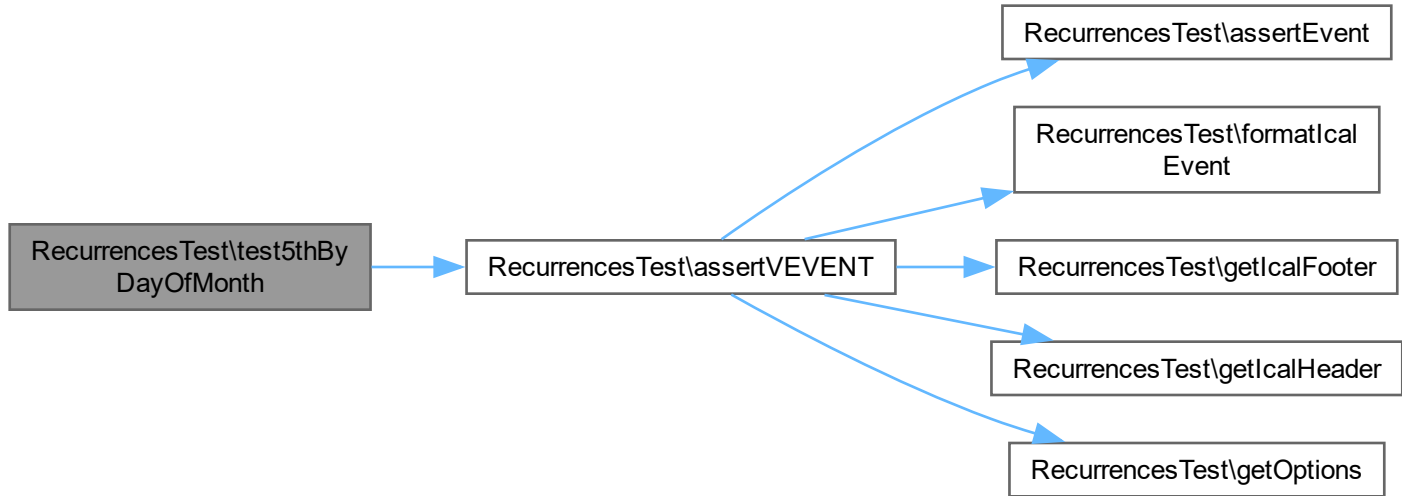 RecurrencesTest\test5thBy
DayOfMonth
RecurrencesTest\assertVEVENT
RecurrencesTest\assertEvent
RecurrencesTest\formatIcal
Event
RecurrencesTest\getIcalFooter
RecurrencesTest\getIcalHeader
RecurrencesTest\getOptions